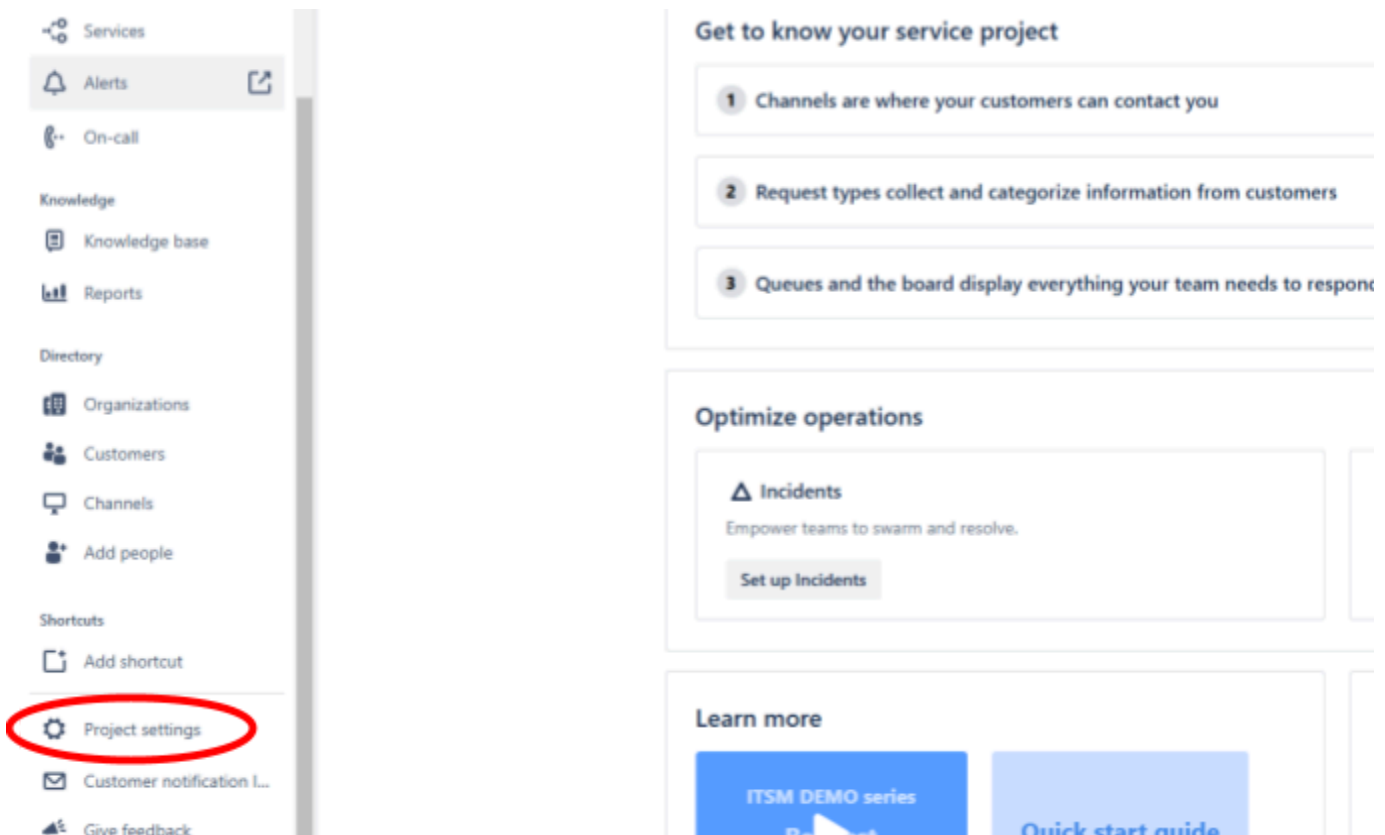 Services
Alerts
On-call
Knowledge
Knowledge base
Reports
Directory
Organizations
Customers
Channels
Add people
Shortcuts
Add shortcut
Project settings
Customer notification l...
Give feedback
Get to know your service project
1 Channels are where your customers can contact you
2 Request types collect and categorize information from customers
3 Queues and the board display everything your team needs to respond
Optimize operations
Incidents
Empower teams to swarm and resolve.
Set up Incidents
Learn more
ITSM DEMO series
Quick start guide